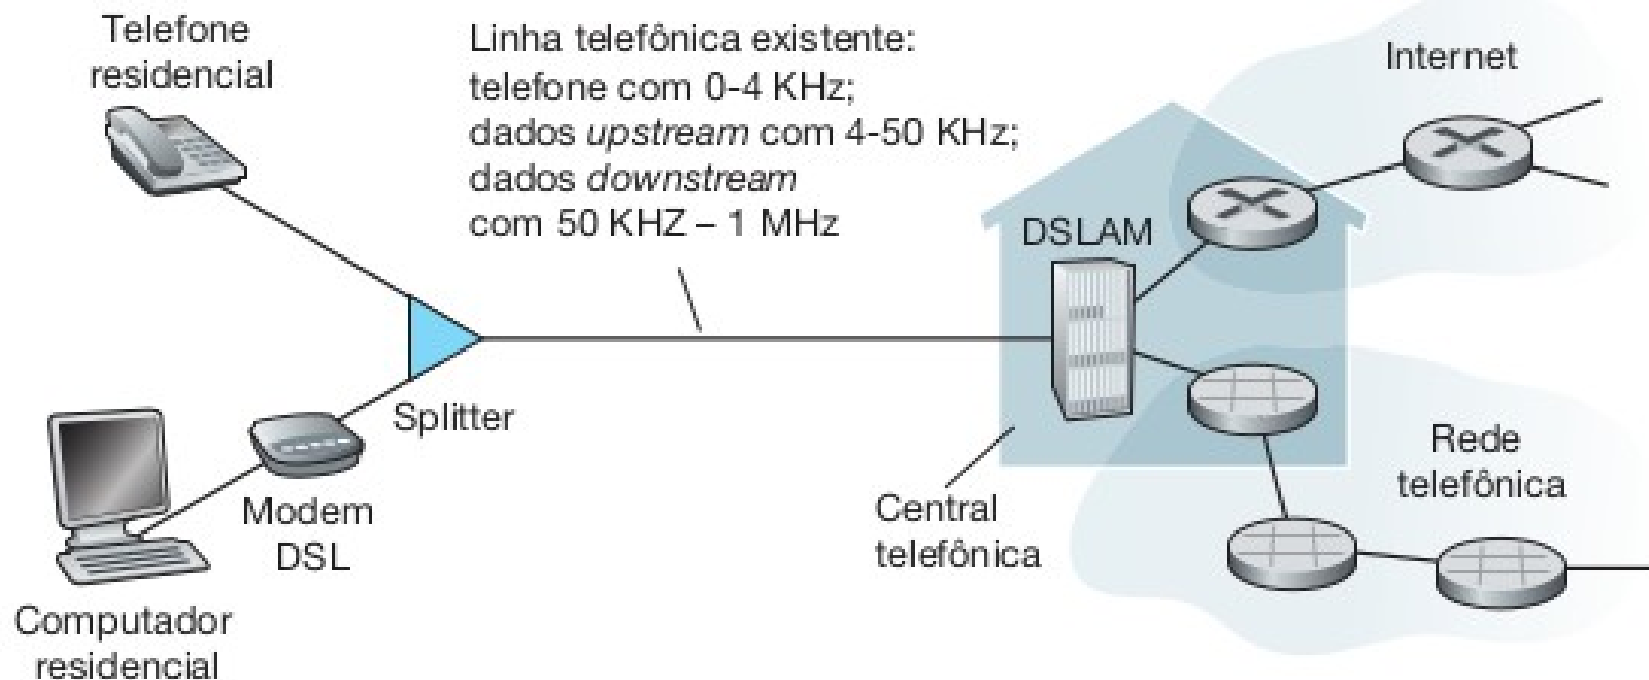 Telefone
residencial
Linha telefônica existente:
telefone com 0-4 KHz;
dados upstream com 4-50 KHz;
dados downstream
com 50 KHZ – 1 MHz
Internet
DSLAM
Splitter
Modem
DSL
Computador
residencial
Central
telefônica
Rede
telefônica